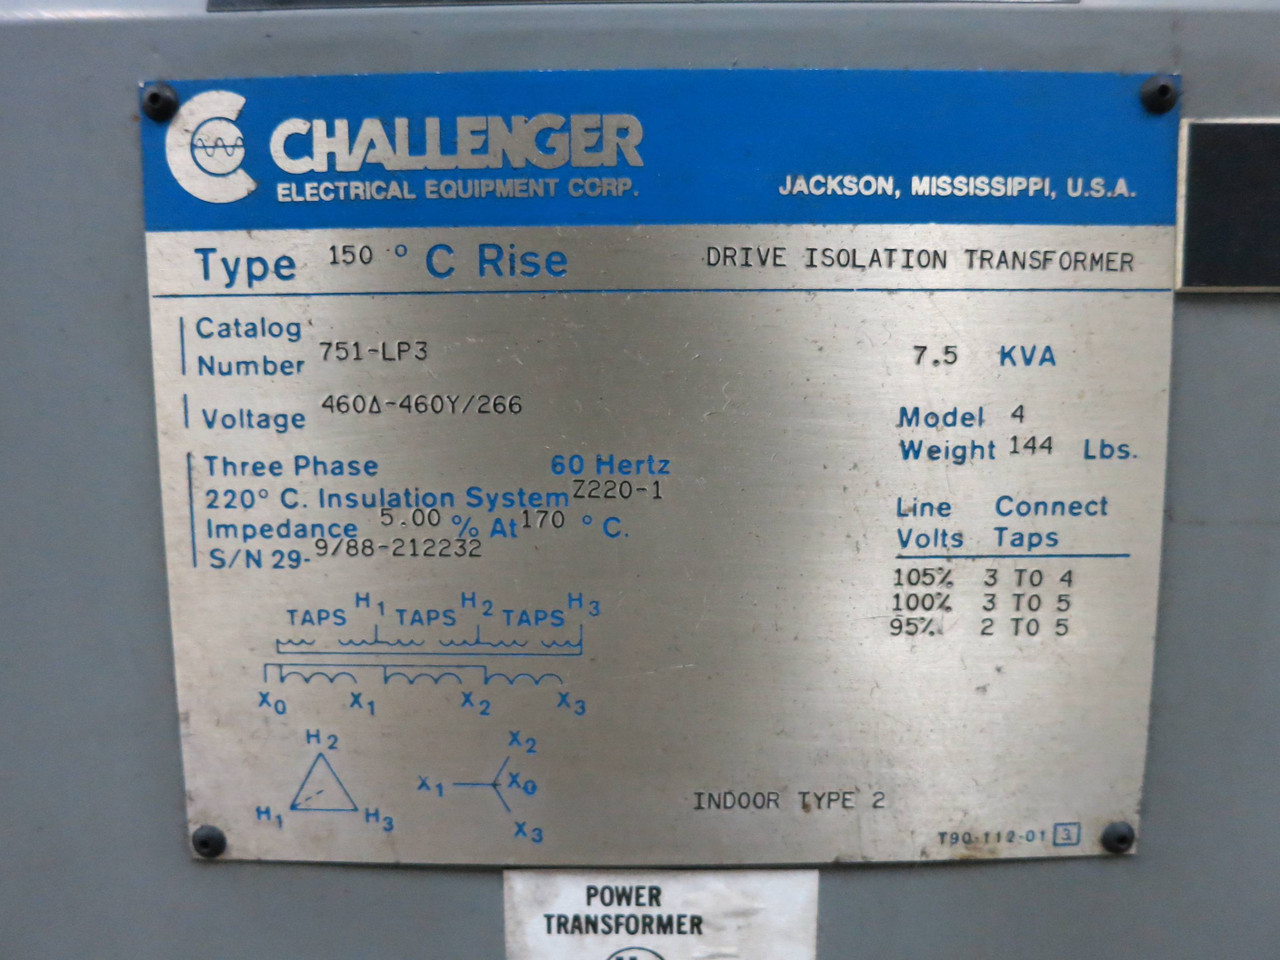 CHALLENGER
ELECTRICAL EQUIPMENT CORP.
JACKSON, MISSISSIPPI, U.S.A.
Type 150 ° C Rise DRIVE ISOLATION TRANSFORMER
Catalog
Number 751-LP3
7.5 KVA
Voltage 460Δ-460Y/266
Model 4
Weight 144 Lbs.
Three Phase 60 Hertz
220° C. Insulation System Z220-1
Impedance 5.00 % At 170 ° C.
S/N 29-9/88-212232
Line Connect
Volts Taps
105% 3 TO 4
100% 3 TO 5
95% 2 TO 5
TAPS H1 TAPS H2 TAPS H3
X0 X1 X2 X3
H2
H1 H3
X2
X1 X0
X3
INDOOR TYPE 2
T90-112-01 3
POWER
TRANSFORMER